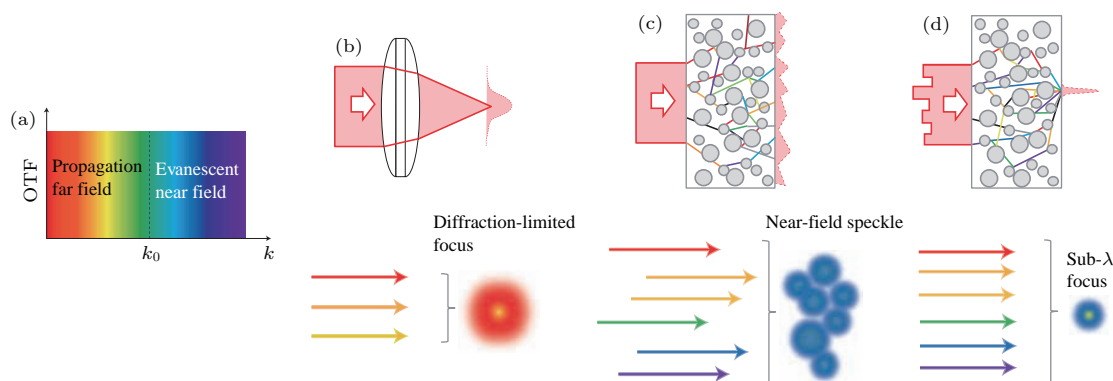 (a)
OTF
Propagation
far field
Evanescent
near field
k₀
k
(b)
Diffraction-limited
focus
(c)
Near-field speckle
(d)
Sub-λ
focus